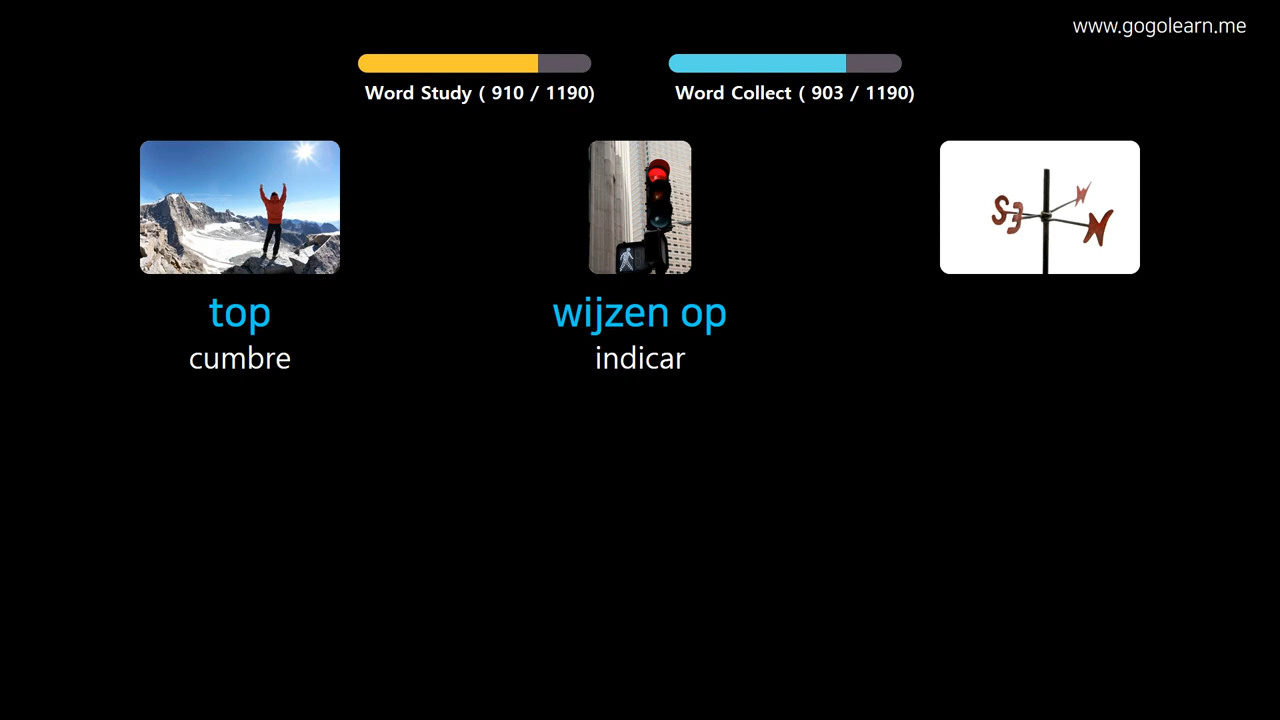 www.gogolearn.me
Word Study ( 910 / 1190)
Word Collect ( 903 / 1190)
top
cumbre
wijzen op
indicar
S
E
N
W